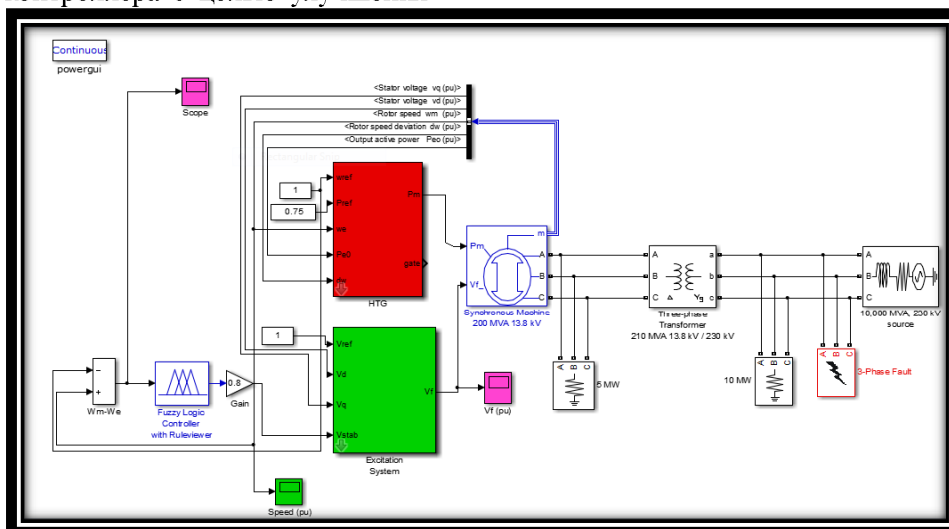 контроллера с целью улучшения
Continuous
powergui
Scope
<Stator voltage vq (pu)>
<Stator voltage vd (pu)>
<Rotor speed wm (pu)>
<Rotor speed deviation dw (pu)>
<Output active power Peo (pu)>
1
0.75
wref
Pref
we
Pe0
dw
Pm
gate
HTG
Pm
Vf_
m
A
B
C
Synchronous Machine
200 MVA 13.8 kV
A
B
C
a
b
c
Δ
Yg
Three-phase
Transformer
210 MVA 13.8 kV / 230 kV
A
B
C
10,000 MVA, 230 kV
source
A
B
C
5 MW
A
B
C
10 MW
A
B
C
3-Phase Fault
1
Vref
Vd
Vq
Vstab
Vf
Excitation
System
Vf (pu)
−
+
Wm-We
Fuzzy Logic
Controller
with Ruleviewer
0.8
Gain
Speed (pu)